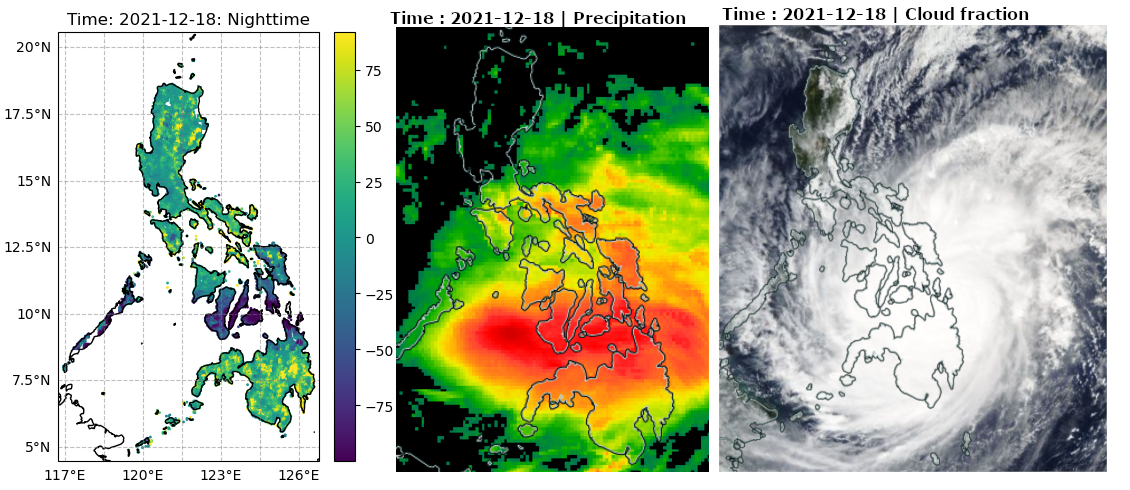 Time: 2021-12-18: Nighttime
20°N
17.5°N
15°N
12.5°N
10°N
7.5°N
5°N
117°E 120°E 123°E 126°E
75
50
25
0
−25
−50
−75
Time : 2021-12-18 | Precipitation
Time : 2021-12-18 | Cloud fraction